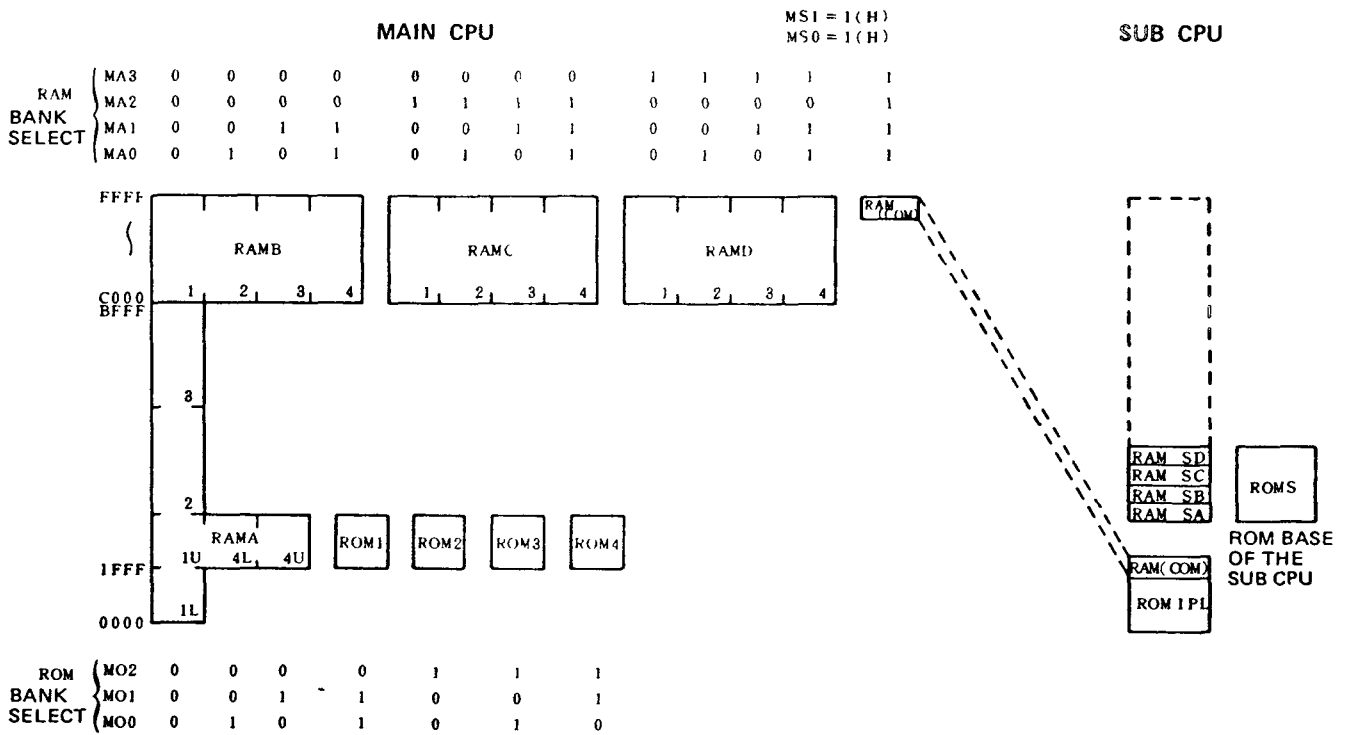 MS1 = 1(H)
MS0 = 1(H)
MAIN CPU
SUB CPU
RAM BANK SELECT
MA3 0 0 0 0 0 0 0 0 1 1 1 1 1
MA2 0 0 0 0 1 1 1 1 0 0 0 0 1
MA1 0 0 1 1 0 0 1 1 0 0 1 1 1
MA0 0 1 0 1 0 1 0 1 0 1 0 1 1
FFFF
RAMB
1 2 3 4
RAMC
1 2 3 4
RAMD
1 2 3 4
RAM (COM)
C000
BFFF
3
2
RAMA
1U 4L 4U
ROM1
ROM2
ROM3
ROM4
1FFF
1L
0000
RAM SD
RAM SC
RAM SB
RAM SA
ROMS
ROM BASE
OF THE
SUB CPU
RAM(COM)
ROM IPL
ROM BANK SELECT
MO2 0 0 0 0 1 1 1
MO1 0 0 1 1 0 0 1
MO0 0 1 0 1 0 1 0